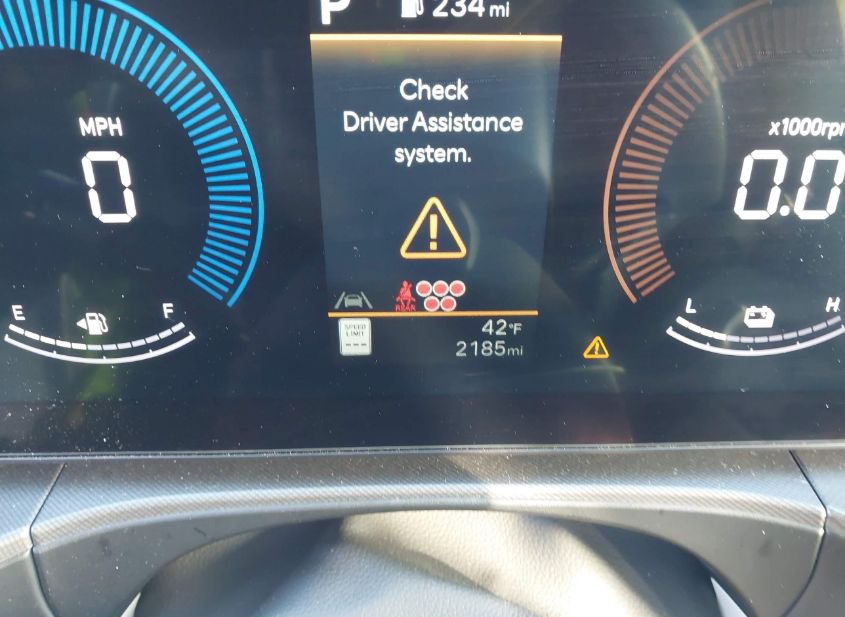 P
234 mi
Check
Driver Assistance
system.
MPH
0
x1000rpm
0.0
E
F
L
H
REAR
SPEED
LIMIT
---
42°F
2185mi